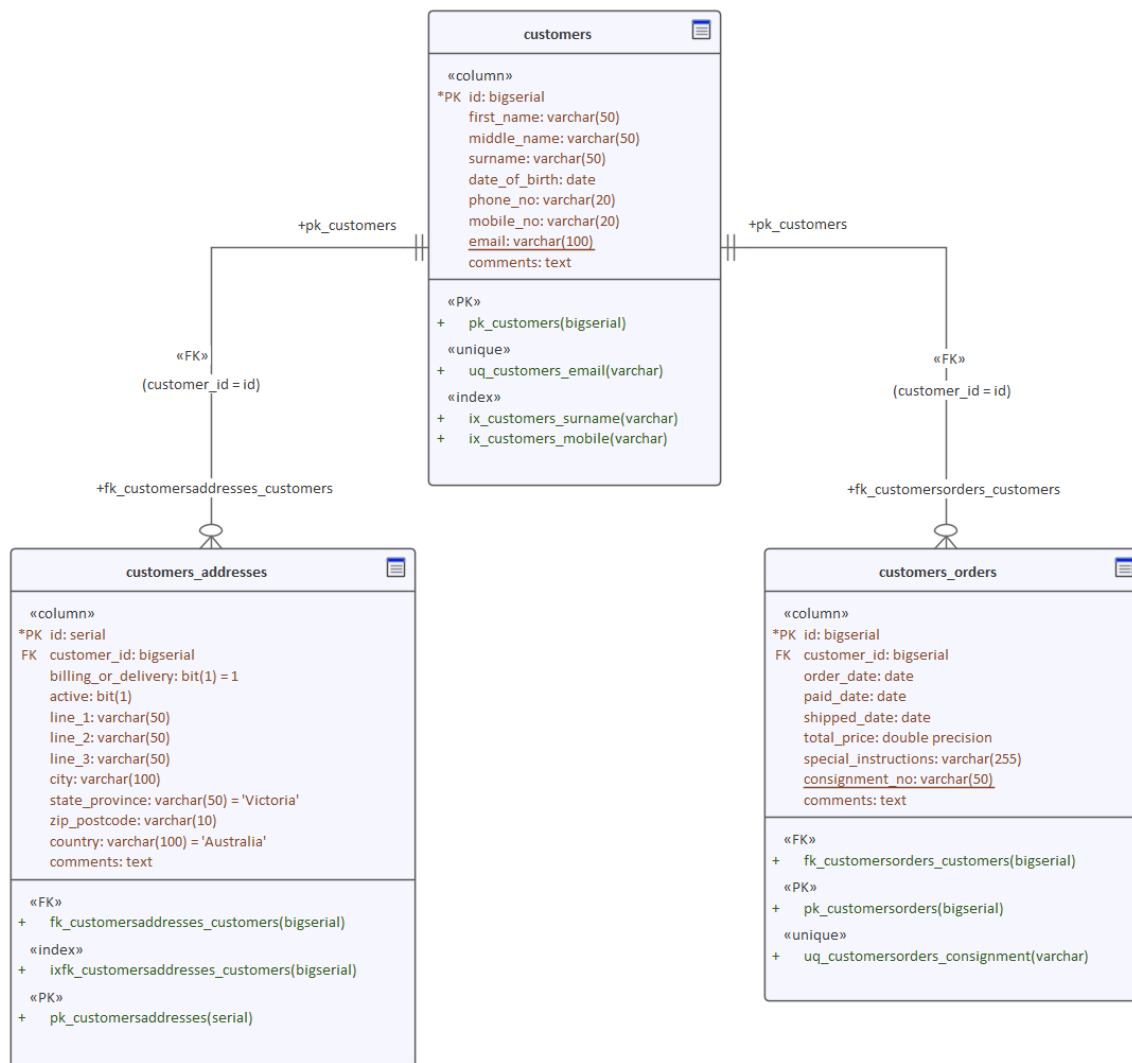 customers
«column»
*PK id: bigserial
first_name: varchar(50)
middle_name: varchar(50)
surname: varchar(50)
date_of_birth: date
phone_no: varchar(20)
mobile_no: varchar(20)
email: varchar(100)
comments: text
«PK»
+ pk_customers(bigserial)
«unique»
+ uq_customers_email(varchar)
«index»
+ ix_customers_surname(varchar)
+ ix_customers_mobile(varchar)
+pk_customers
«FK»
(customer_id = id)
+fk_customersaddresses_customers
+pk_customers
«FK»
(customer_id = id)
+fk_customersorders_customers
customers_addresses
«column»
*PK id: serial
FK customer_id: bigserial
billing_or_delivery: bit(1) = 1
active: bit(1)
line_1: varchar(50)
line_2: varchar(50)
line_3: varchar(50)
city: varchar(100)
state_province: varchar(50) = 'Victoria'
zip_postcode: varchar(10)
country: varchar(100) = 'Australia'
comments: text
«FK»
+ fk_customersaddresses_customers(bigserial)
«index»
+ ixfk_customersaddresses_customers(bigserial)
«PK»
+ pk_customersaddresses(serial)
customers_orders
«column»
*PK id: bigserial
FK customer_id: bigserial
order_date: date
paid_date: date
shipped_date: date
total_price: double precision
special_instructions: varchar(255)
consignment_no: varchar(50)
comments: text
«FK»
+ fk_customersorders_customers(bigserial)
«PK»
+ pk_customersorders(bigserial)
«unique»
+ uq_customersorders_consignment(varchar)